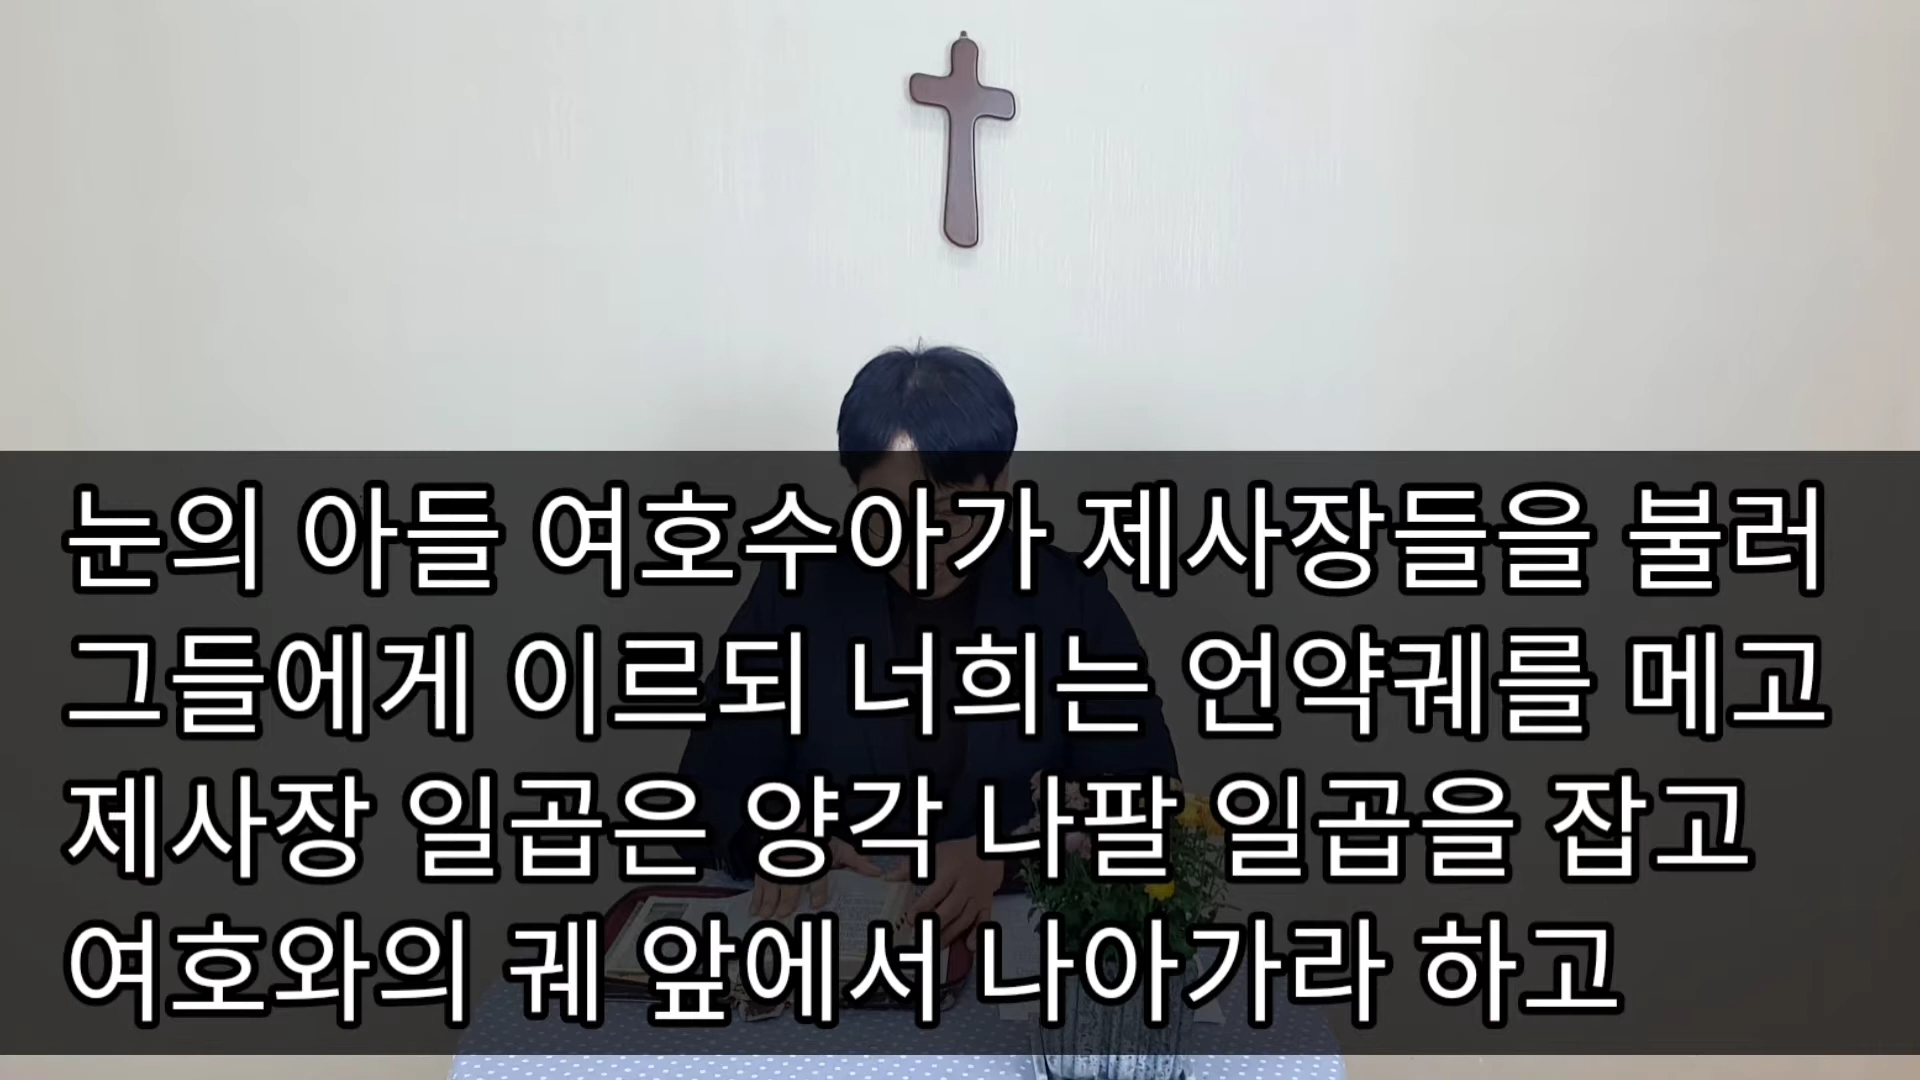 눈의 아들 여호수아가 제사장들을 불러
그들에게 이르되 너희는 언약궤를 메고
제사장 일곱은 양각 나팔 일곱을 잡고
여호와의 궤 앞에서 나아가라 하고